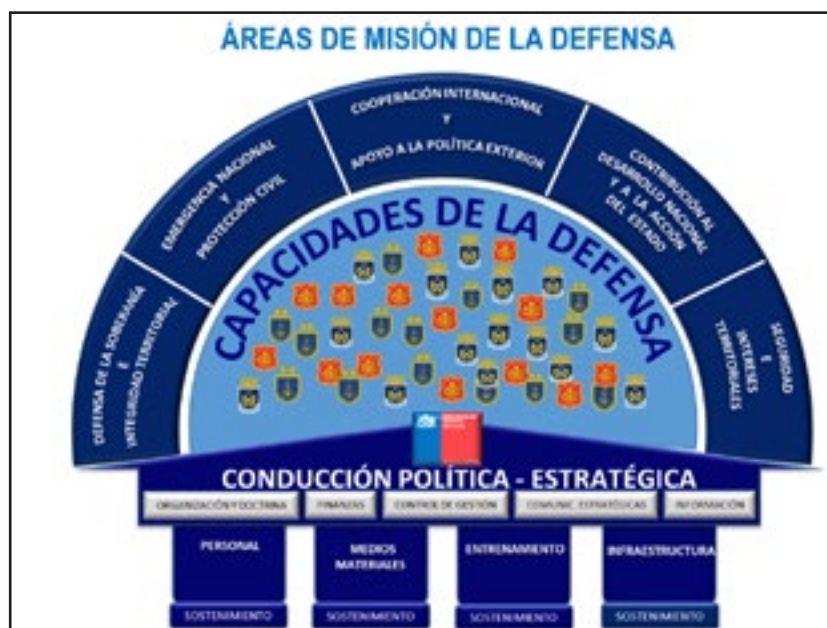 ÁREAS DE MISIÓN DE LA DEFENSA
DEFENSA DE LA SOBERANÍA
E
INTEGRIDAD TERRITORIAL
EMERGENCIA NACIONAL
Y
PROTECCIÓN CIVIL
COOPERACIÓN INTERNACIONAL
Y
APOYO A LA POLÍTICA EXTERIOR
CONTRIBUCIÓN AL
DESARROLLO NACIONAL
Y A LA ACCIÓN
DEL ESTADO
SEGURIDAD
E
INTERESES
TERRITORIALES
CAPACIDADES DE LA DEFENSA
CONDUCCIÓN POLÍTICA - ESTRATÉGICA
ORGANIZACIÓN Y DOCTRINA
FINANZAS
CONTROL DE GESTIÓN
COMUNIC. ESTRATÉGICAS
INFORMACIÓN
PERSONAL
MEDIOS
MATERIALES
ENTRENAMIENTO
INFRAESTRUCTURA
SOSTENIMIENTO
SOSTENIMIENTO
SOSTENIMIENTO
SOSTENIMIENTO